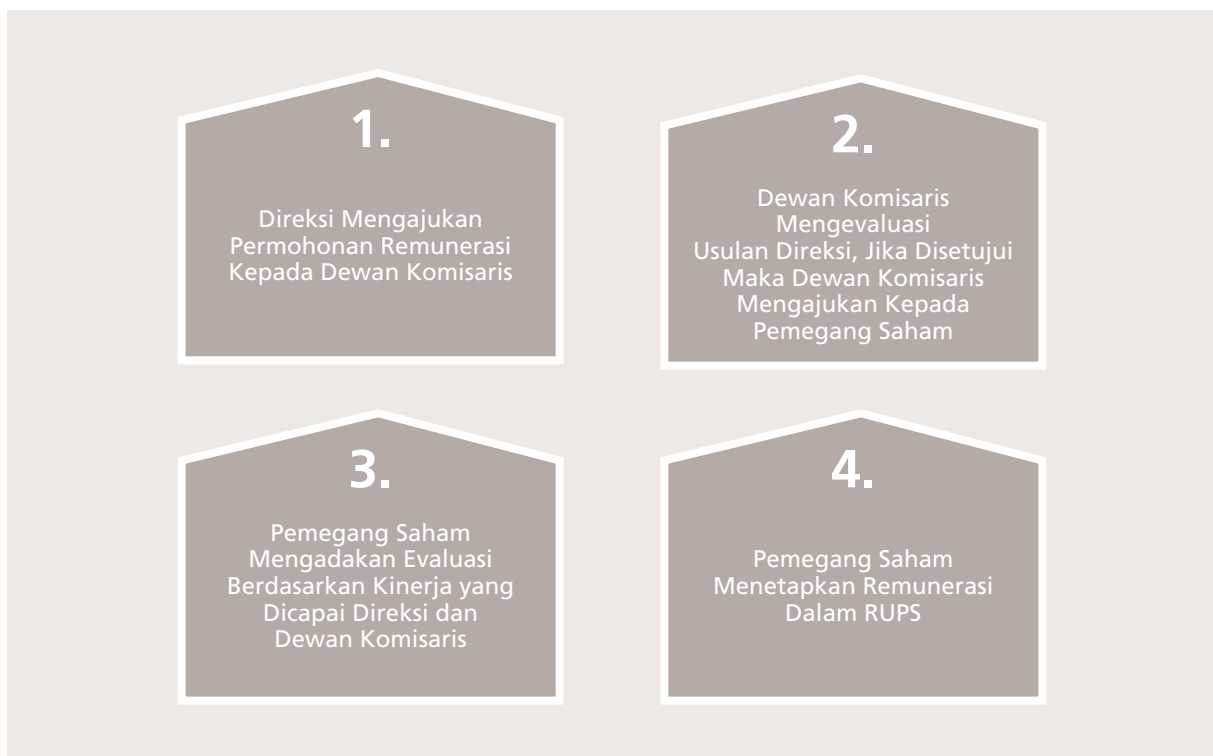 1.
Direksi Mengajukan
Permohonan Remunerasi
Kepada Dewan Komisaris
2.
Dewan Komisaris
Mengevaluasi
Usulan Direksi, Jika Disetujui
Maka Dewan Komisaris
Mengajukan Kepada
Pemegang Saham
3.
Pemegang Saham
Mengadakan Evaluasi
Berdasarkan Kinerja yang
Dicapai Direksi dan
Dewan Komisaris
4.
Pemegang Saham
Menetapkan Remunerasi
Dalam RUPS